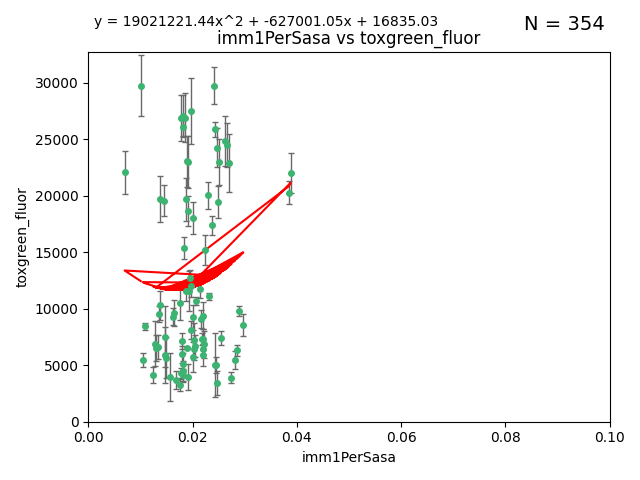 y = 19021221.44x^2 + -627001.05x + 16835.03
N = 354
imm1PerSasa vs toxgreen_fluor
30000
25000
20000
15000
10000
5000
0
toxgreen_fluor
0.00 0.02 0.04 0.06 0.08 0.10
imm1PerSasa